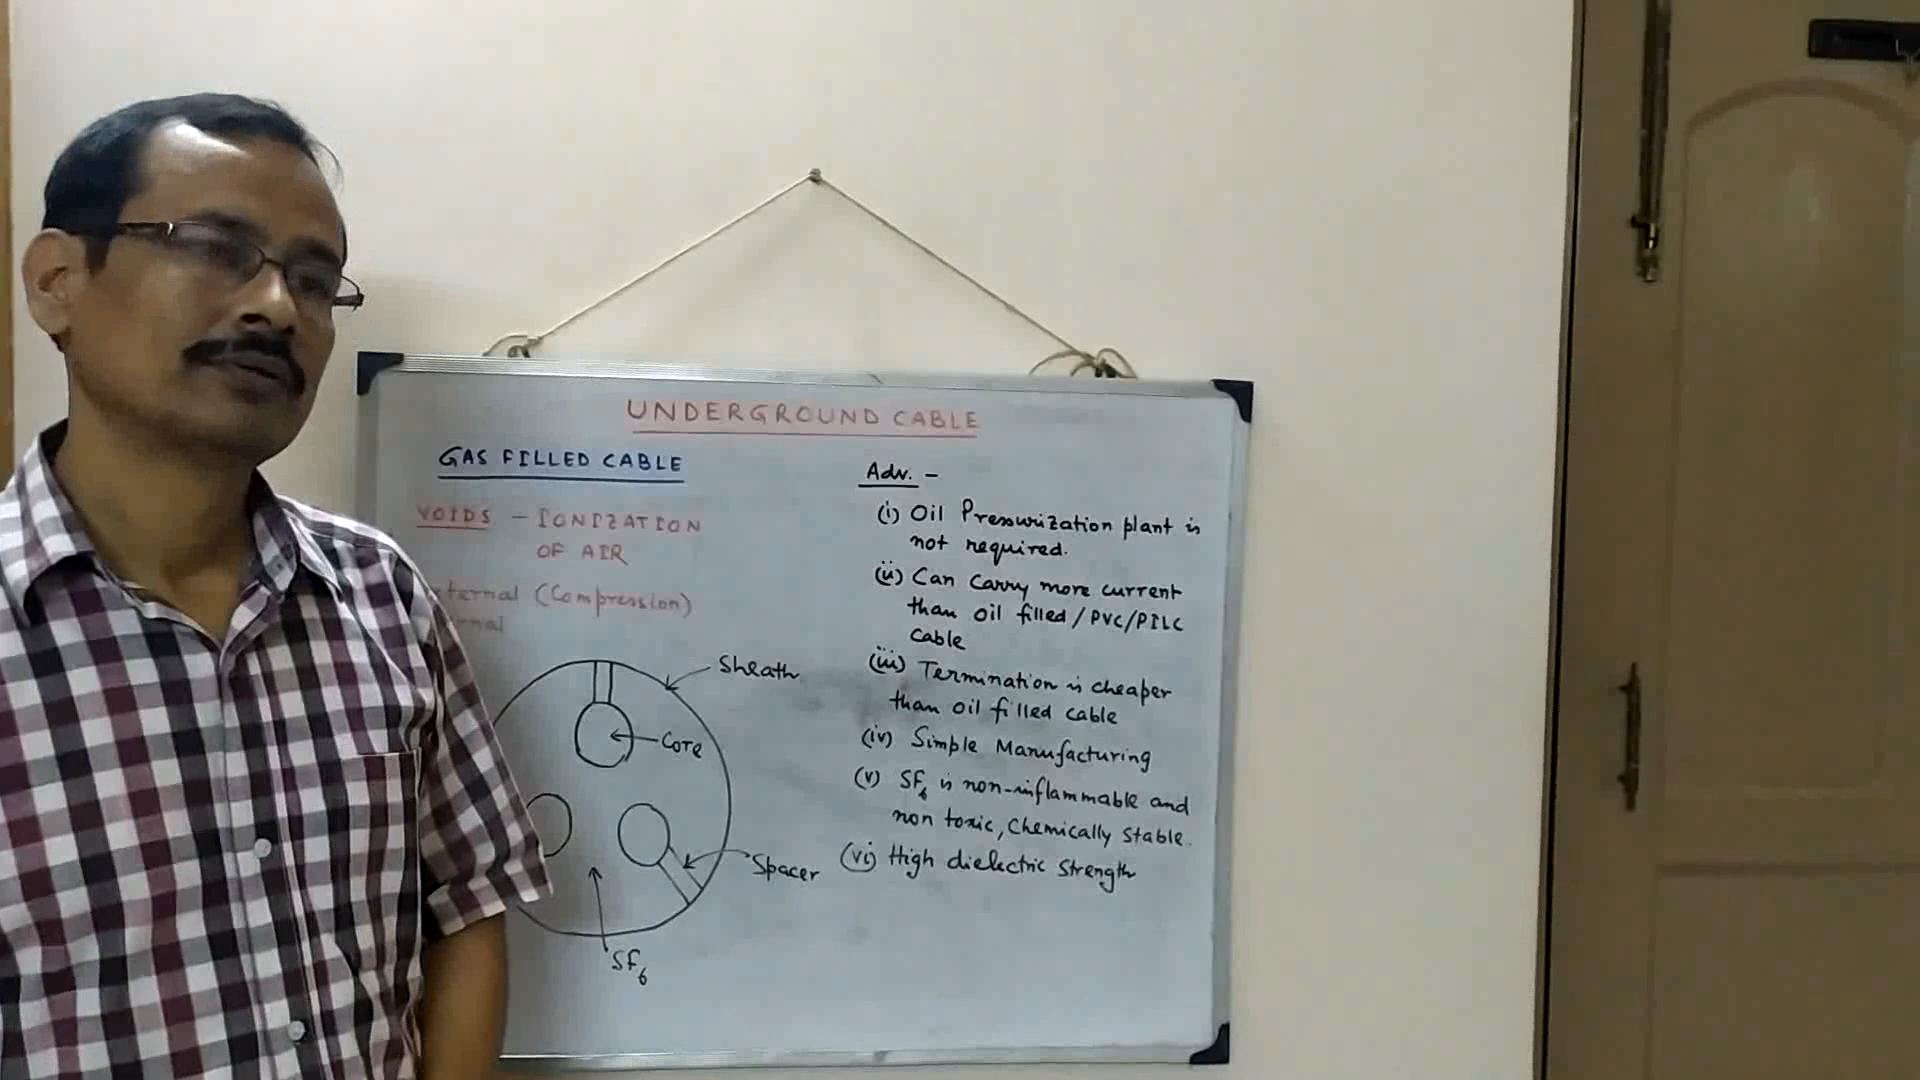 UNDERGROUND CABLE
GAS FILLED CABLE
VOIDS - IONIZATION
OF AIR
(Compression)
Sheath
Core
Spacer
SF6
Adv. -
(i) Oil Pressurization plant is
not required.
(ii) Can Carry more current
than oil filled/PVC/PILC
Cable
(iii) Termination is cheaper
than oil filled cable
(iv) Simple Manufacturing
(v) SF6 is non-inflammable and
non toxic, Chemically stable.
(vi) High dielectric strength